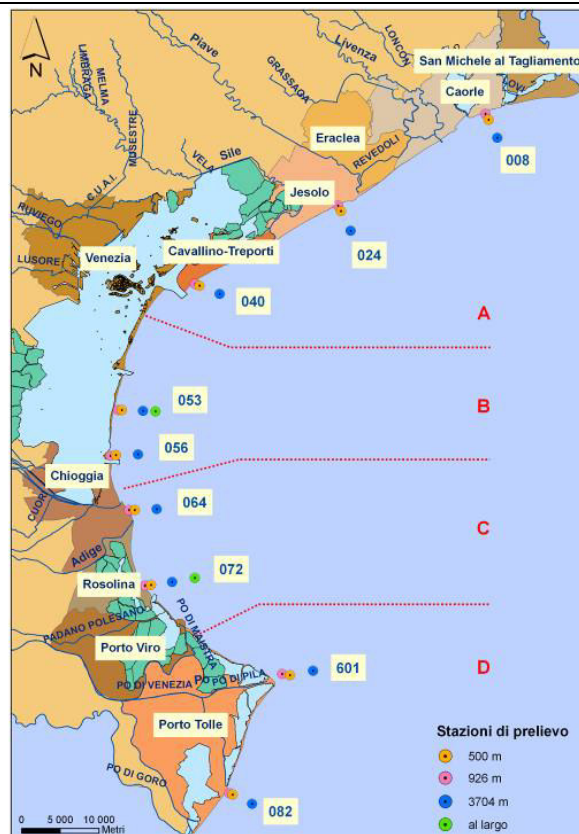 N
Piave
Livenza
LONCON
LIMBRAGA
MELMA
MUSESTRE
GRASSAGA
San Michele al Tagliamento
Caorle
LOVI
008
Eraclea
REVEDOLI
Jesolo
024
C.U.A.I.
VELA
Sile
RUVIEGO
LUSORE
Venezia
Cavallino-Treporti
040
A
053
B
056
Chioggia
CUORI
064
C
Adige
Rosolina
072
PADANO POLESANO
PO DI MAISTRA
Porto Viro
D
601
PO DI VENEZIA
PO DI PILA
Porto Tolle
PO DI GORO
082
Stazioni di prelievo
500 m
926 m
3704 m
al largo
0 5 000 10 000
Metri